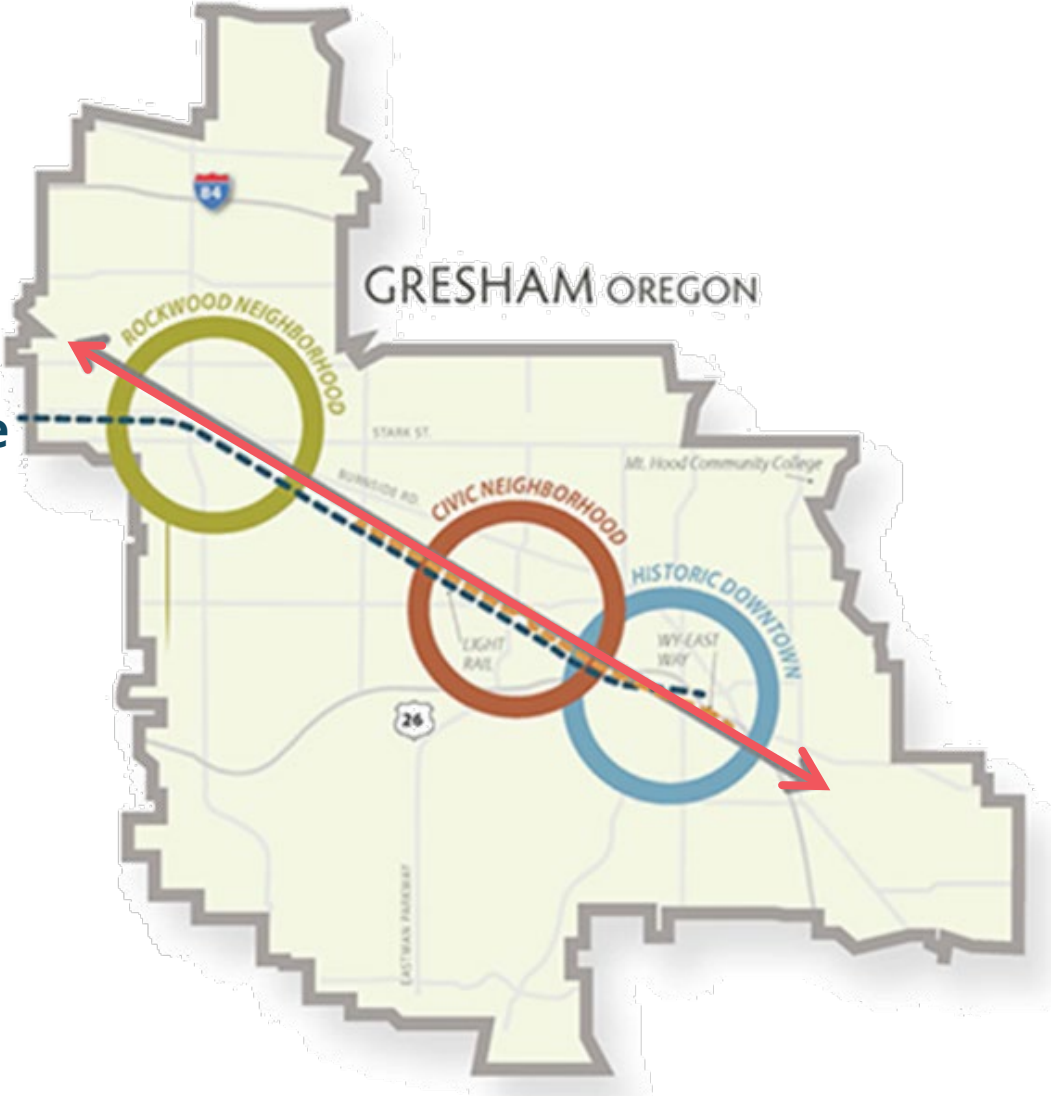 84
GRESHAM OREGON
ROCKWOOD NEIGHBORHOOD
e
STARK ST.
Mt. Hood Community College
BURNSIDE RD
CIVIC NEIGHBORHOOD
HISTORIC DOWNTOWN
LIGHT
RAIL
WY-EAST
WAY
26
EASTMAN PARKWAY